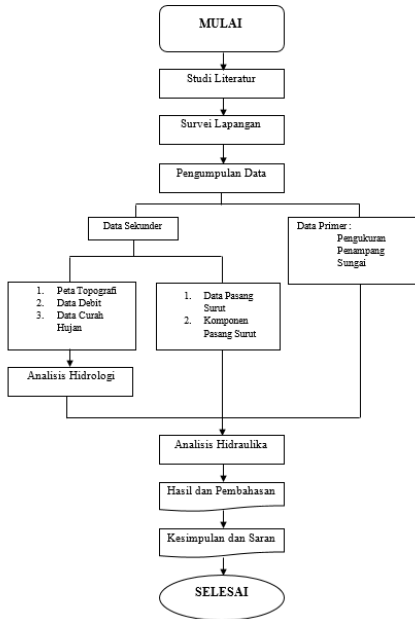 MULAI
Studi Literatur
Survei Lapangan
Pengumpulan Data
Data Sekunder
Data Primer :
Pengukuran
Penampang
Sungai
1. Peta Topografi
2. Data Debit
3. Data Curah
Hujan
1. Data Pasang
Surut
2. Komponen
Pasang Surut
Analisis Hidrologi
Analisis Hidraulika
Hasil dan Pembahasan
Kesimpulan dan Saran
SELESAI